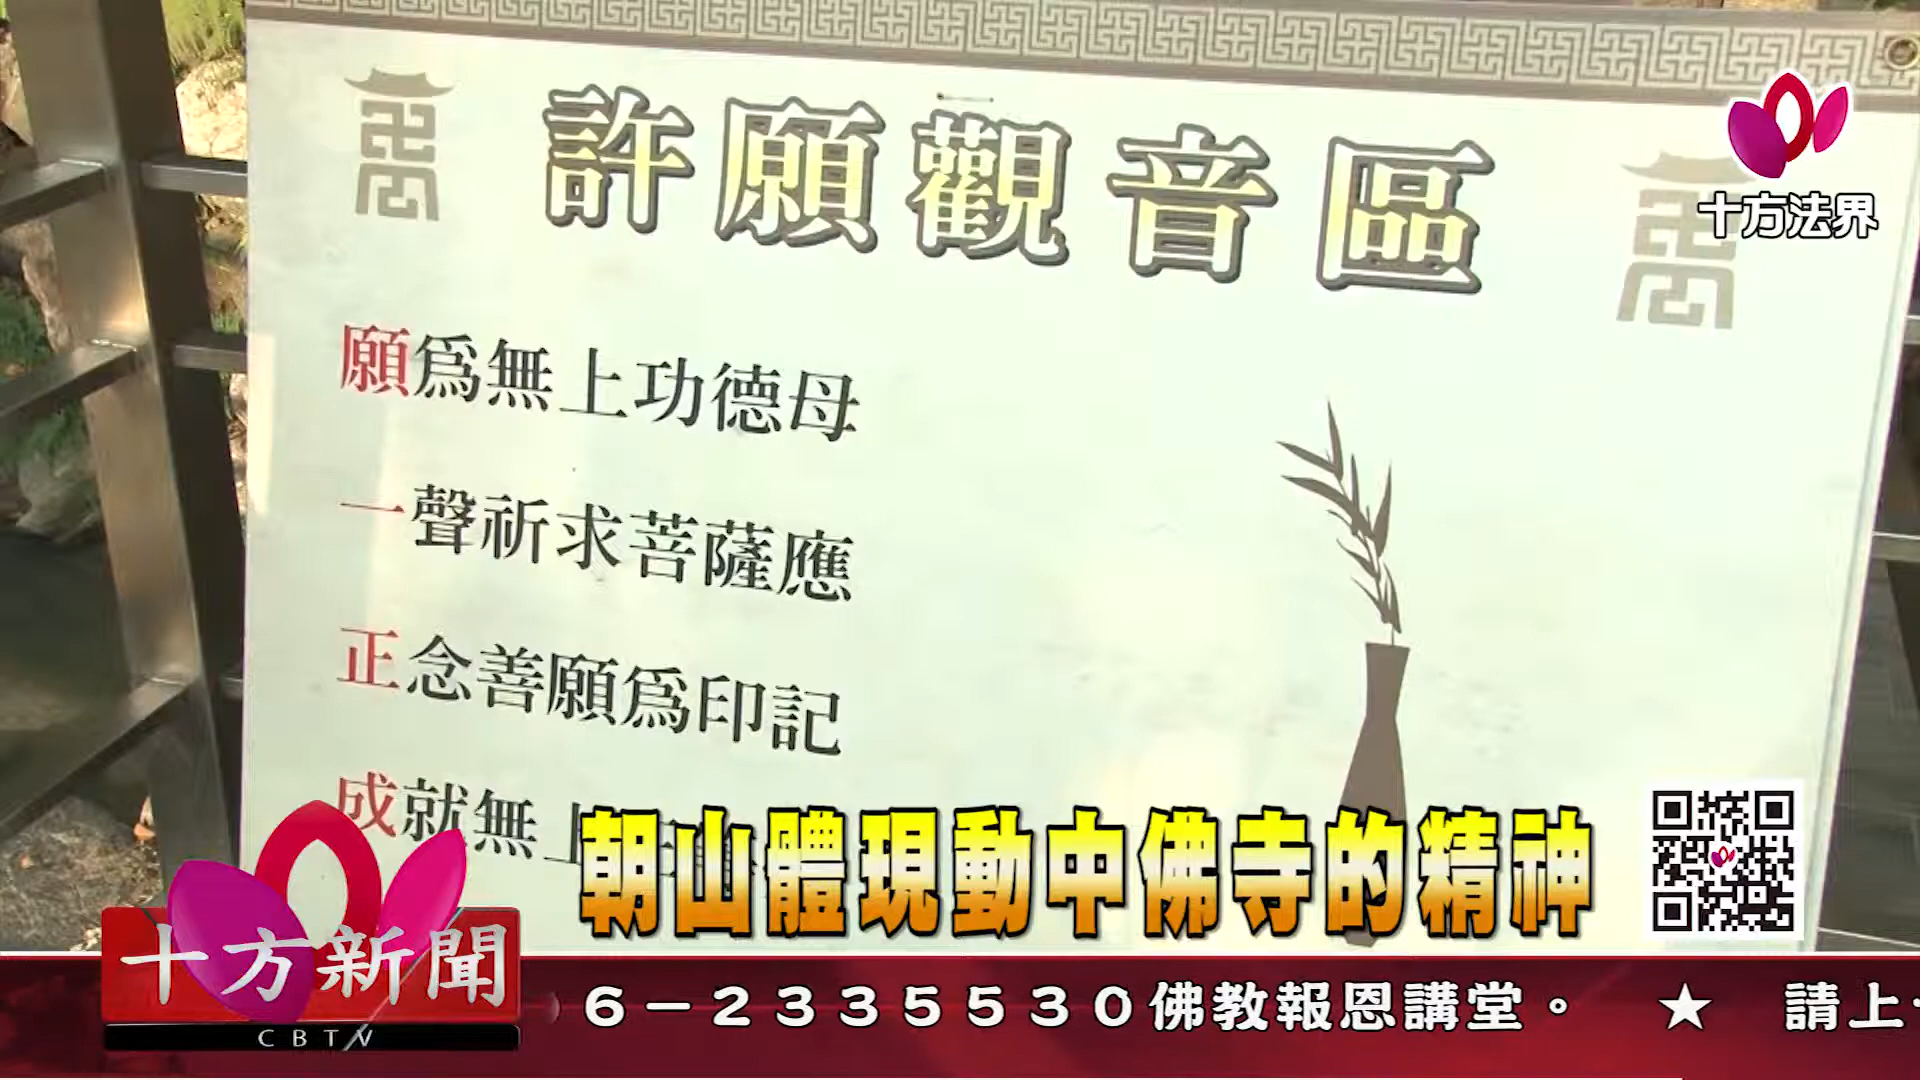 許願觀音區
十方法界
願爲無上功德母
一聲祈求菩薩應
正念善願爲印記
成就無上
朝山體現動中佛寺的精神
十方新聞
CBTV
6－2335530佛教報恩講堂。 ★ 請上